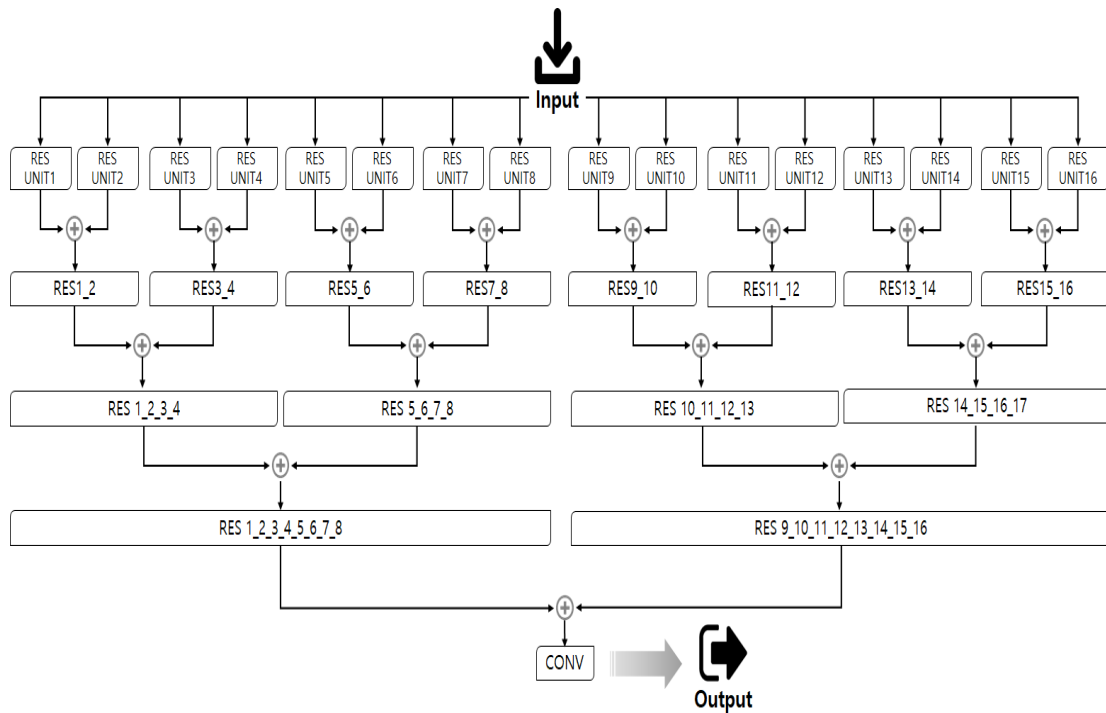 Input
RES
UNIT1
RES
UNIT2
RES
UNIT3
RES
UNIT4
RES
UNIT5
RES
UNIT6
RES
UNIT7
RES
UNIT8
RES
UNIT9
RES
UNIT10
RES
UNIT11
RES
UNIT12
RES
UNIT13
RES
UNIT14
RES
UNIT15
RES
UNIT16
RES1_2
RES3_4
RES5_6
RES7_8
RES9_10
RES11_12
RES13_14
RES15_16
RES 1_2_3_4
RES 5_6_7_8
RES 10_11_12_13
RES 14_15_16_17
RES 1_2_3_4_5_6_7_8
RES 9_10_11_12_13_14_15_16
CONV
Output